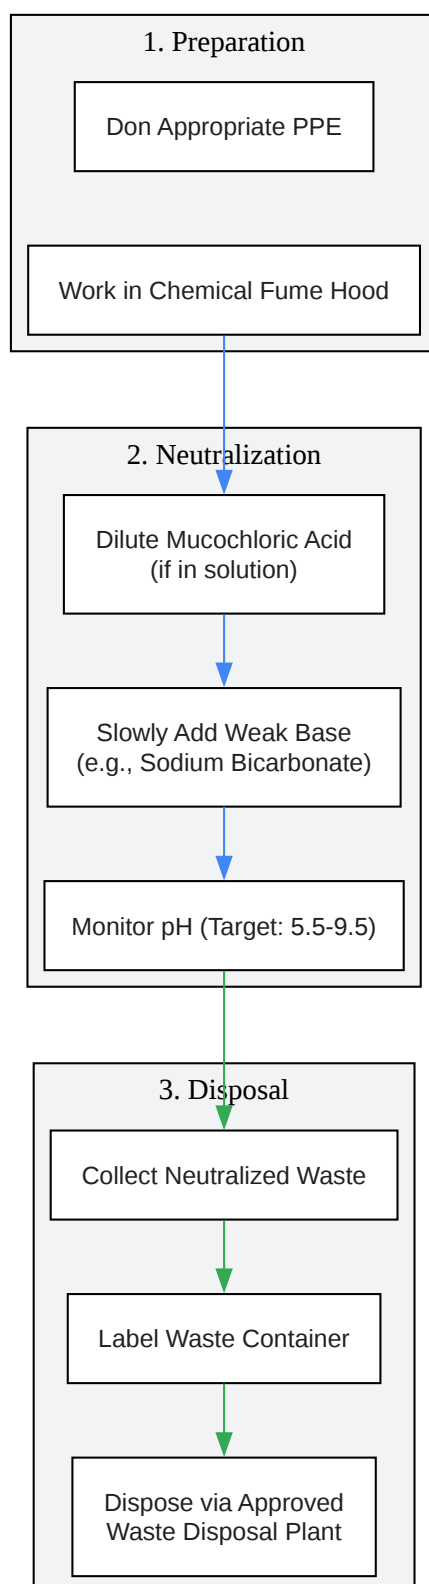 1. Preparation
Don Appropriate PPE
Work in Chemical Fume Hood
2. Neutralization
Dilute Mucochloric Acid
(if in solution)
Slowly Add Weak Base
(e.g., Sodium Bicarbonate)
Monitor pH (Target: 5.5-9.5)
3. Disposal
Collect Neutralized Waste
Label Waste Container
Dispose via Approved
Waste Disposal Plant